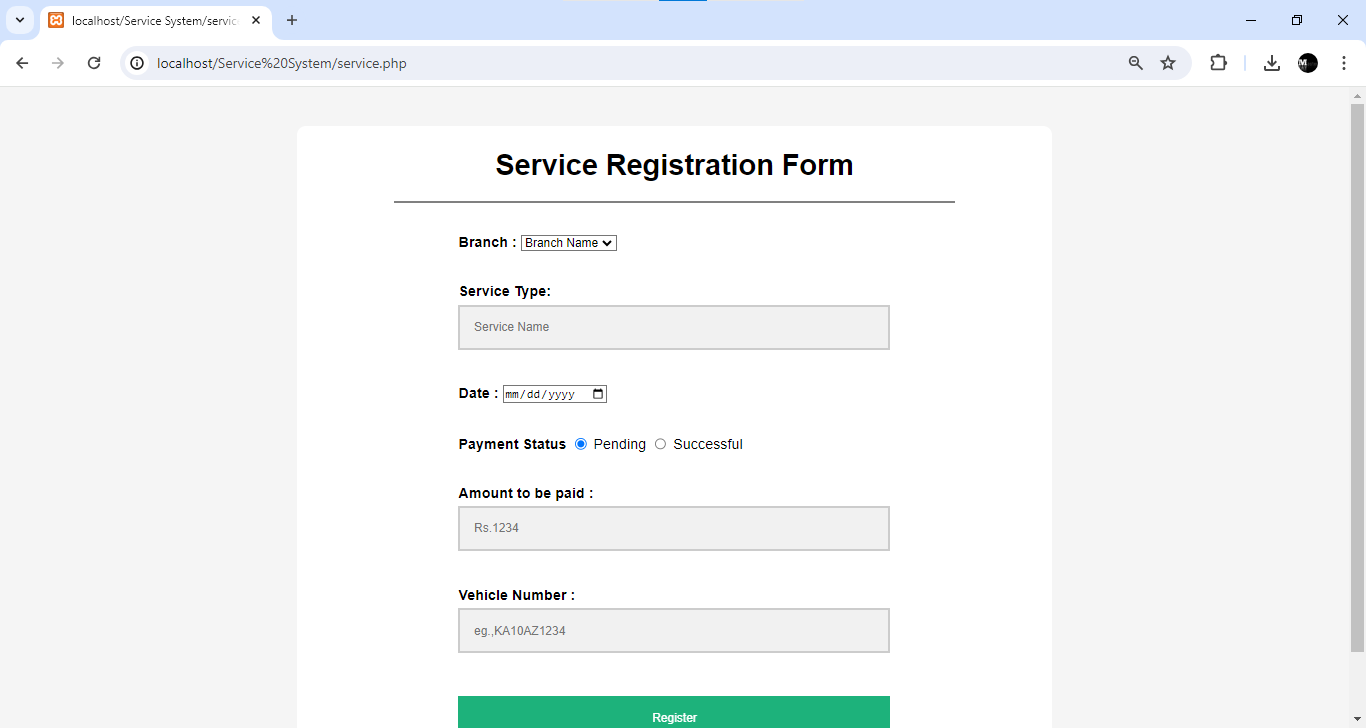 localhost/Service System/servic
localhost/Service%20System/service.php
Service Registration Form
Branch : Branch Name
Service Type:
Service Name
Date : mm/dd/yyyy
Payment Status Pending Successful
Amount to be paid :
Rs.1234
Vehicle Number :
eg.,KA10AZ1234
Register